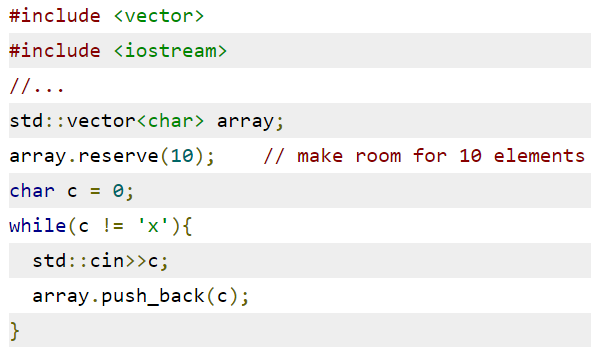 #include <vector>
#include <iostream>
//...
std::vector<char> array;
array.reserve(10);    // make room for 10 elements
char c = 0;
while(c != 'x'){
  std::cin>>c;
  array.push_back(c);
}